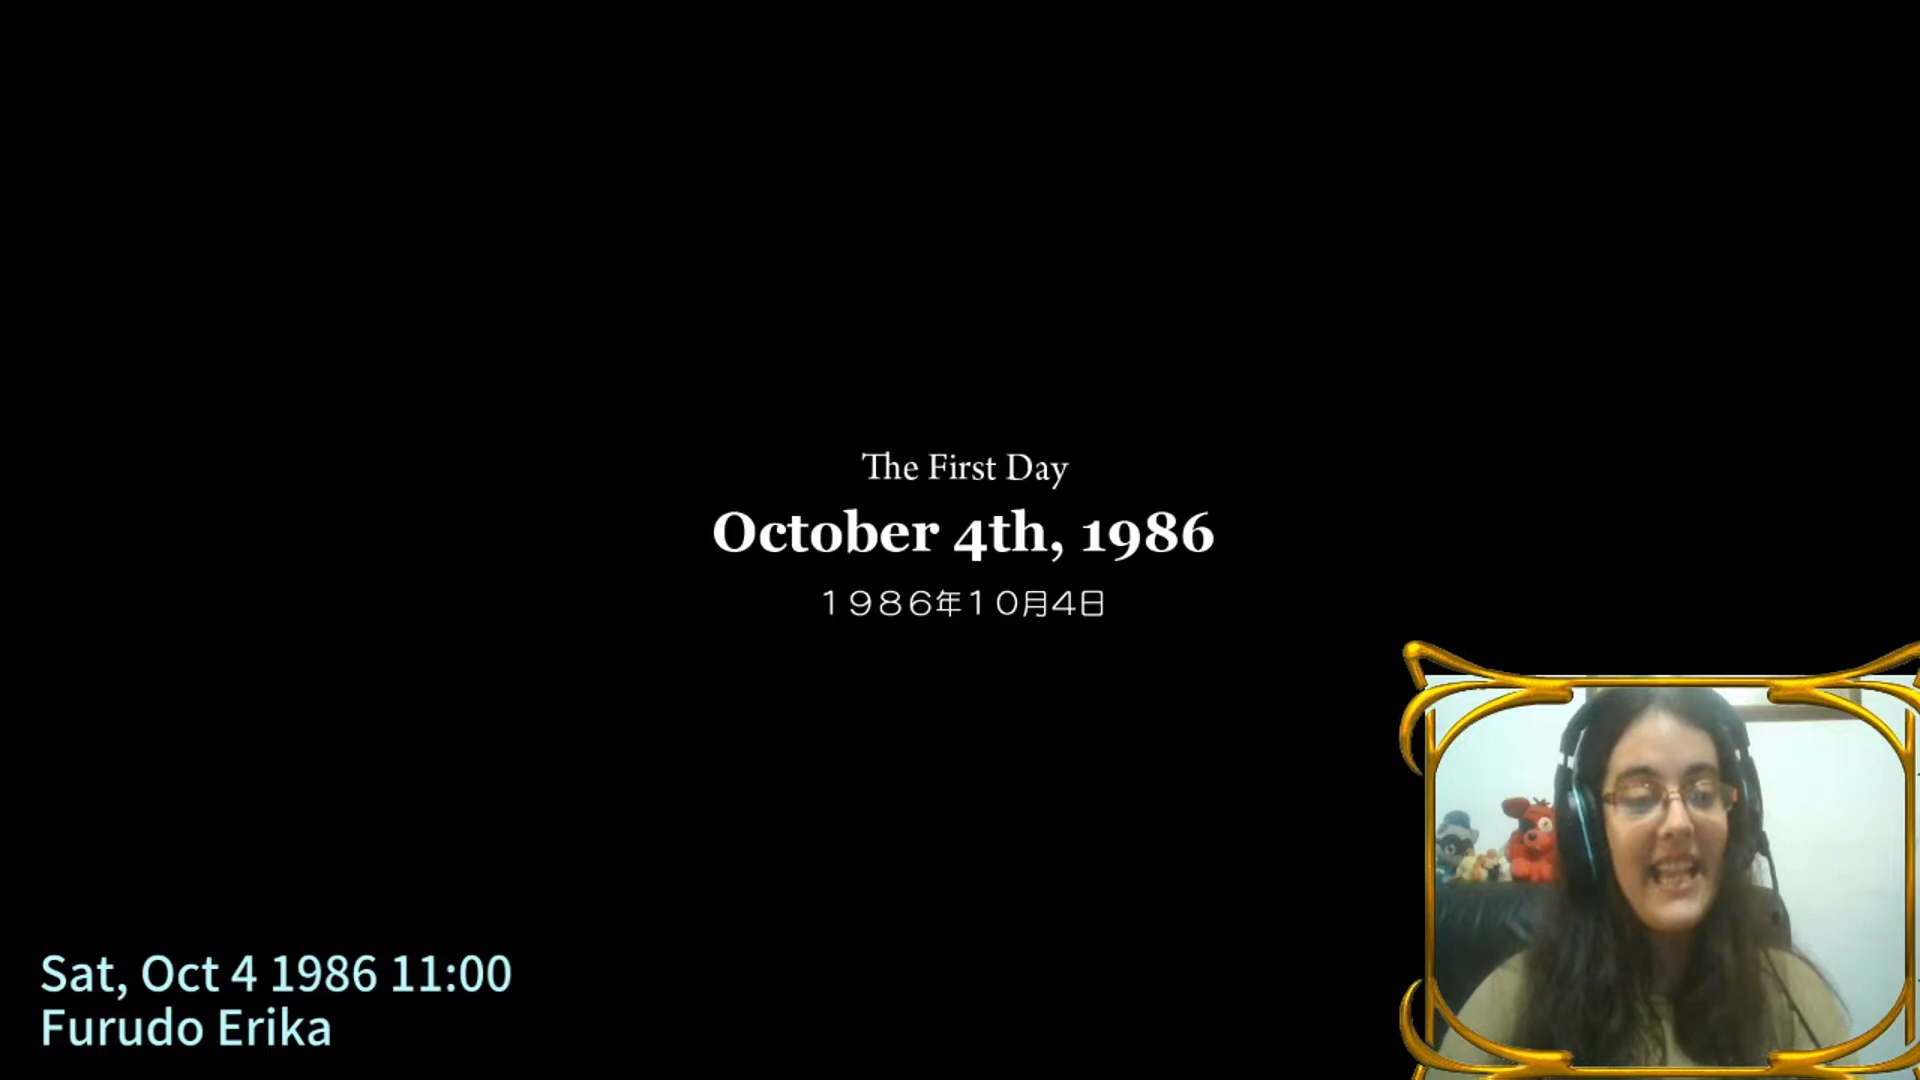 The First Day
October 4th, 1986
１９８６年１０月４日
Sat, Oct 4 1986 11:00
Furudo Erika